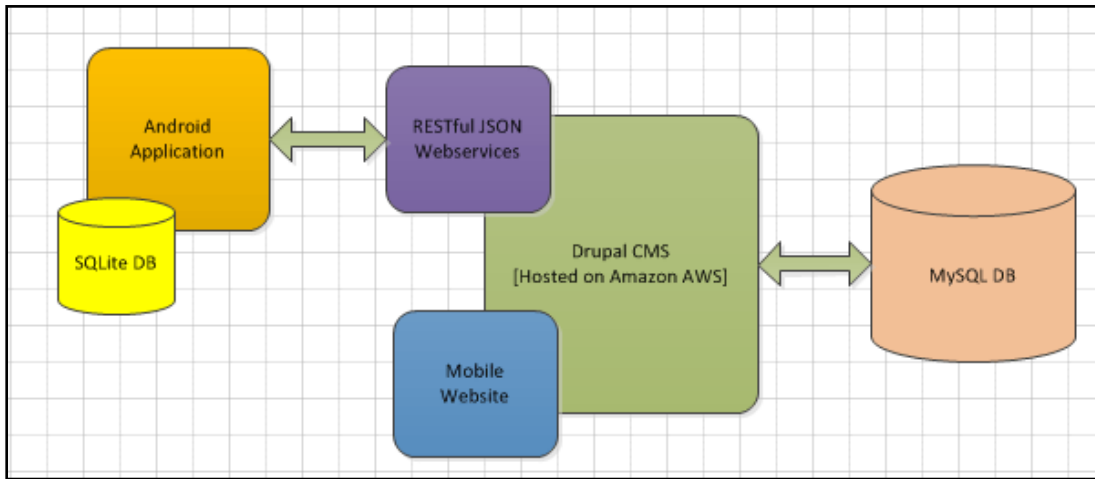 Android
Application
SQLite DB
RESTful JSON
Webservices
Drupal CMS
[Hosted on Amazon AWS]
Mobile
Website
MySQL DB